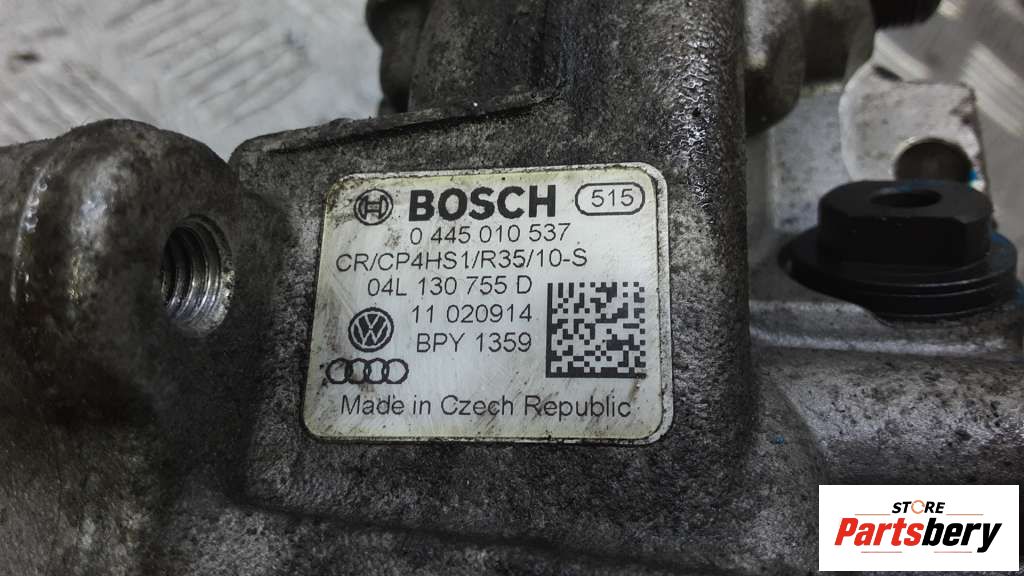 BOSCH 515
0 445 010 537
CR/CP4HS1/R35/10-S
04L 130 755 D
11 020914
BPY 1359
Made in Czech Republic
STORE
Partsbery